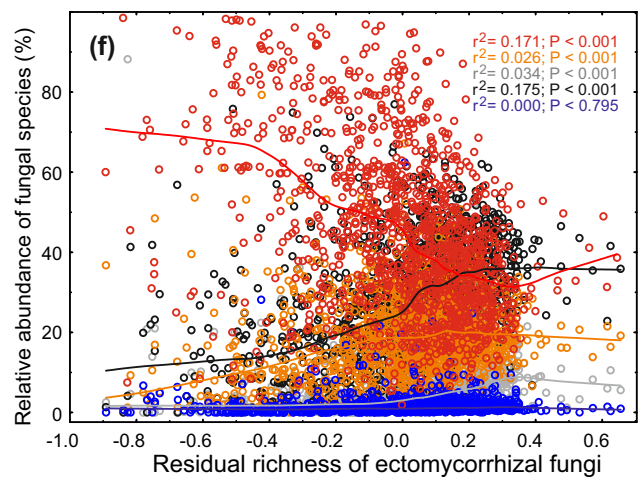 (f)
r²= 0.171; P < 0.001
r²= 0.026; P < 0.001
r²= 0.034; P < 0.001
r²= 0.175; P < 0.001
r²= 0.000; P < 0.795
Relative abundance of fungal species (%)
80
60
40
20
0
-1.0 -0.8 -0.6 -0.4 -0.2 0.0 0.2 0.4 0.6
Residual richness of ectomycorrhizal fungi